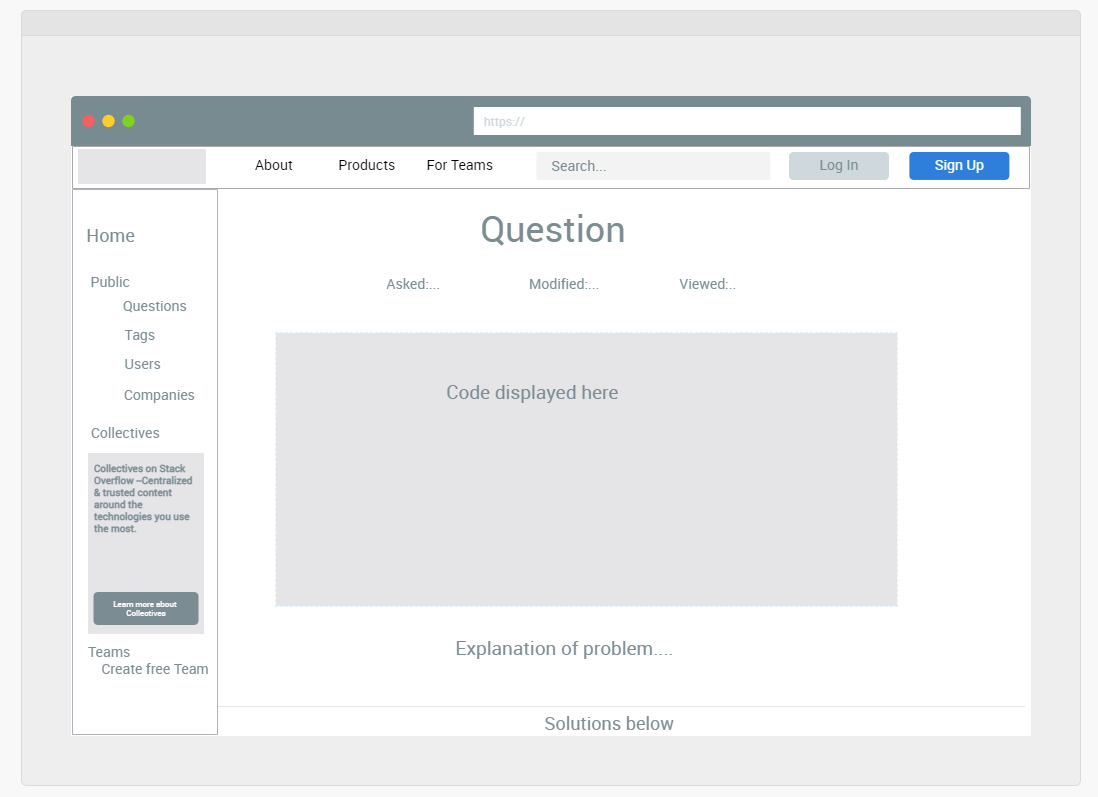 https://
About Products For Teams Search... Log In Sign Up
Home
Public
Questions
Tags
Users
Companies
Collectives
Collectives on Stack
Overflow –Centralized
& trusted content
around the
technologies you use
the most.
Learn more about
Collectives
Teams
Create free Team
Question
Asked:... Modified:... Viewed:..
Code displayed here
Explanation of problem....
Solutions below